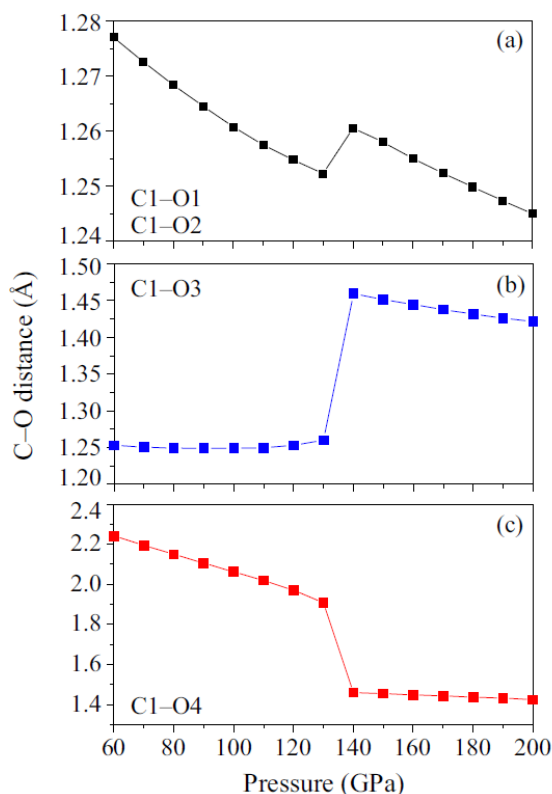 1.28
(a)
1.27
1.26
1.25
C1–O1
C1–O2
1.24
1.50
C1–O3
(b)
1.45
1.40
1.35
1.30
1.25
1.20
2.4
(c)
2.2
2.0
1.8
1.6
1.4
C1–O4
60 80 100 120 140 160 180 200
Pressure (GPa)
C–O distance (Å)